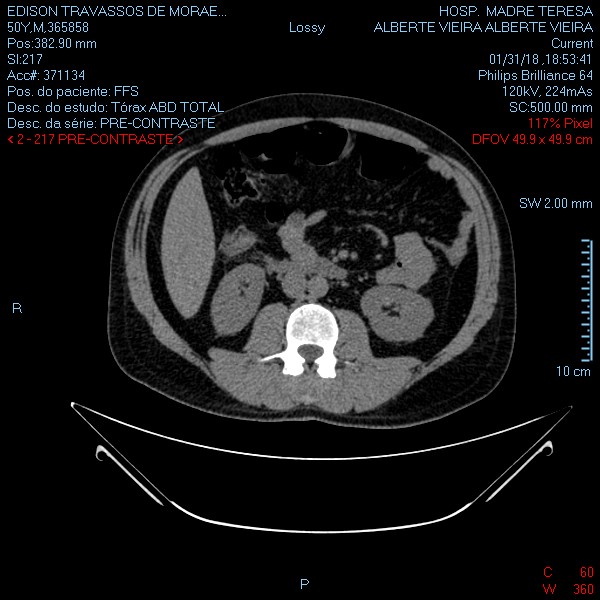 EDISON TRAVASSOS DE MORAE...
50Y,M,365858
Pos:382.90 mm
Sl:217
Acc#: 371134
Pos. do paciente: FFS
Desc. do estudo: Tórax ABD TOTAL
Desc. da série: PRE-CONTRASTE
< 2 - 217 PRE-CONTRASTE >
Lossy
HOSP. MADRE TERESA
ALBERTE VIEIRA ALBERTE VIEIRA
Current
01/31/18 ,18:53:41
Philips Brilliance 64
120kV, 224mAs
SC:500.00 mm
117% Pixel
DFOV 49.9 x 49.9 cm
SW 2.00 mm
R
10 cm
P
C 60
W 360